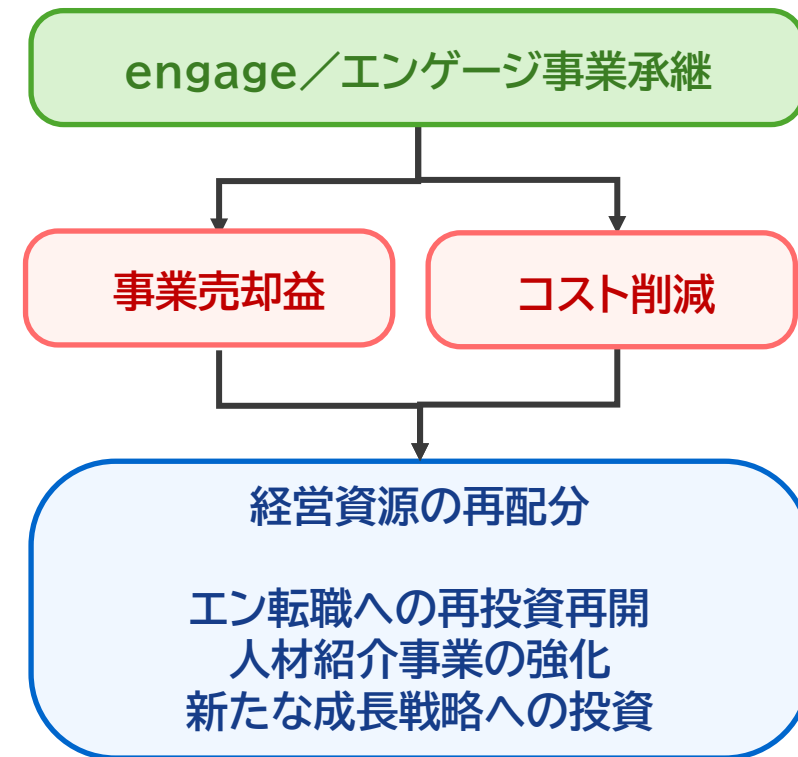 engage／エンゲージ事業承継
事業売却益
コスト削減
経営資源の再配分
エン転職への再投資再開
人材紹介事業の強化
新たな成長戦略への投資